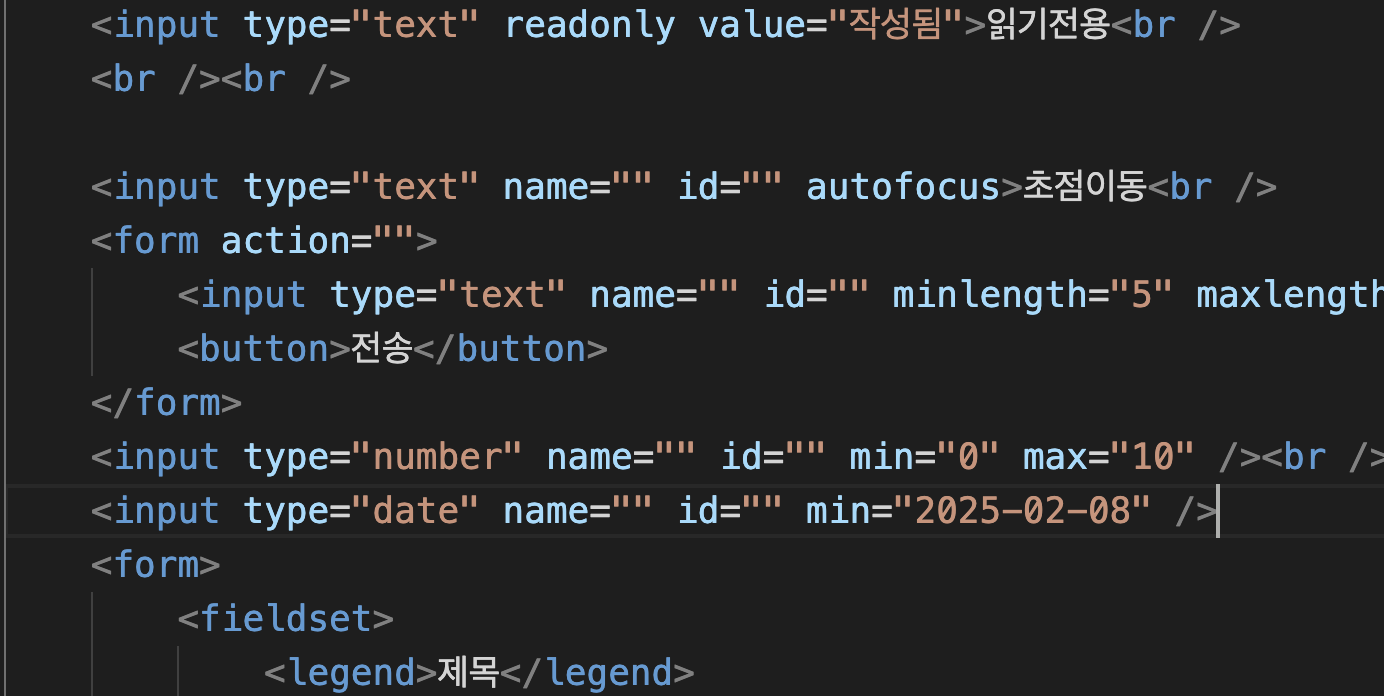 <input type="text" readonly value="작성됨">읽기전용<br />
<br /><br />
<input type="text" name="" id="" autofocus>초점이동<br />
<form action="">
<input type="text" name="" id="" minlength="5" maxlength
<button>전송</button>
</form>
<input type="number" name="" id="" min="0" max="10" /><br />
<input type="date" name="" id="" min="2025-02-08" />
<form>
<fieldset>
<legend>제목</legend>